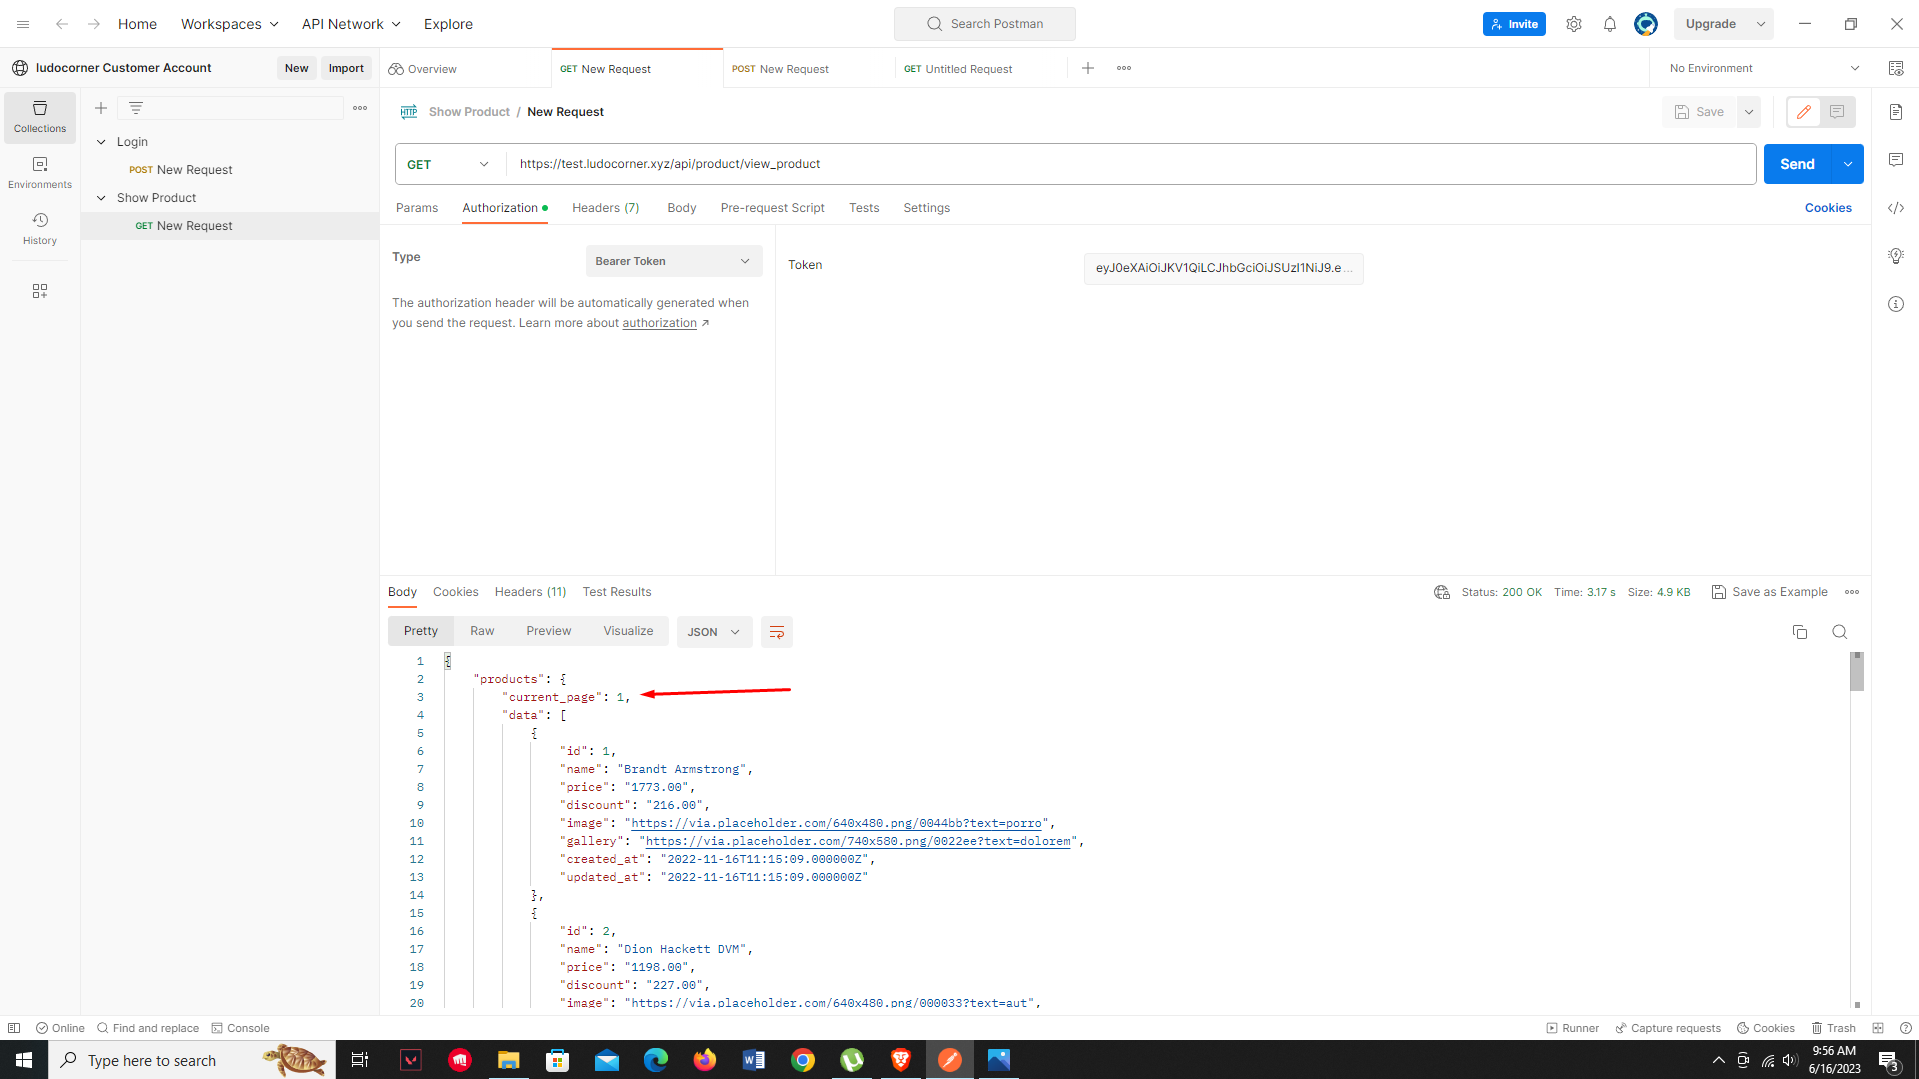 Home Workspaces API Network Explore Search Postman Invite Upgrade
ludocorner Customer Account New Import Overview GET New Request POST New Request GET Untitled Request No Environment
Collections
Environments
History
Login
POST New Request
Show Product
GET New Request
HTTP Show Product / New Request Save
GET https://test.ludocorner.xyz/api/product/view_product Send
Params Authorization Headers (7) Body Pre-request Script Tests Settings Cookies
Type Bearer Token
The authorization header will be automatically generated when
you send the request. Learn more about authorization ↗
Token eyJ0eXAiOiJKV1QiLCJhbGciOiJSUzI1NiJ9.e...
Body Cookies Headers (11) Test Results Status: 200 OK Time: 3.17 s Size: 4.9 KB Save as Example
Pretty Raw Preview Visualize JSON
1 {
2 "products": {
3 "current_page": 1,
4 "data": [
5 {
6 "id": 1,
7 "name": "Brandt Armstrong",
8 "price": "1773.00",
9 "discount": "216.00",
10 "image": "https://via.placeholder.com/640x480.png/0044bb?text=porro",
11 "gallery": "https://via.placeholder.com/740x580.png/0022ee?text=dolorem",
12 "created_at": "2022-11-16T11:15:09.000000Z",
13 "updated_at": "2022-11-16T11:15:09.000000Z"
14 },
15 {
16 "id": 2,
17 "name": "Dion Hackett DVM",
18 "price": "1198.00",
19 "discount": "227.00",
20 "image": "https://via.placeholder.com/640x480.png/000033?text=aut",
Online Find and replace Console Runner Capture requests Cookies Trash
Type here to search
9:56 AM
6/16/2023
3